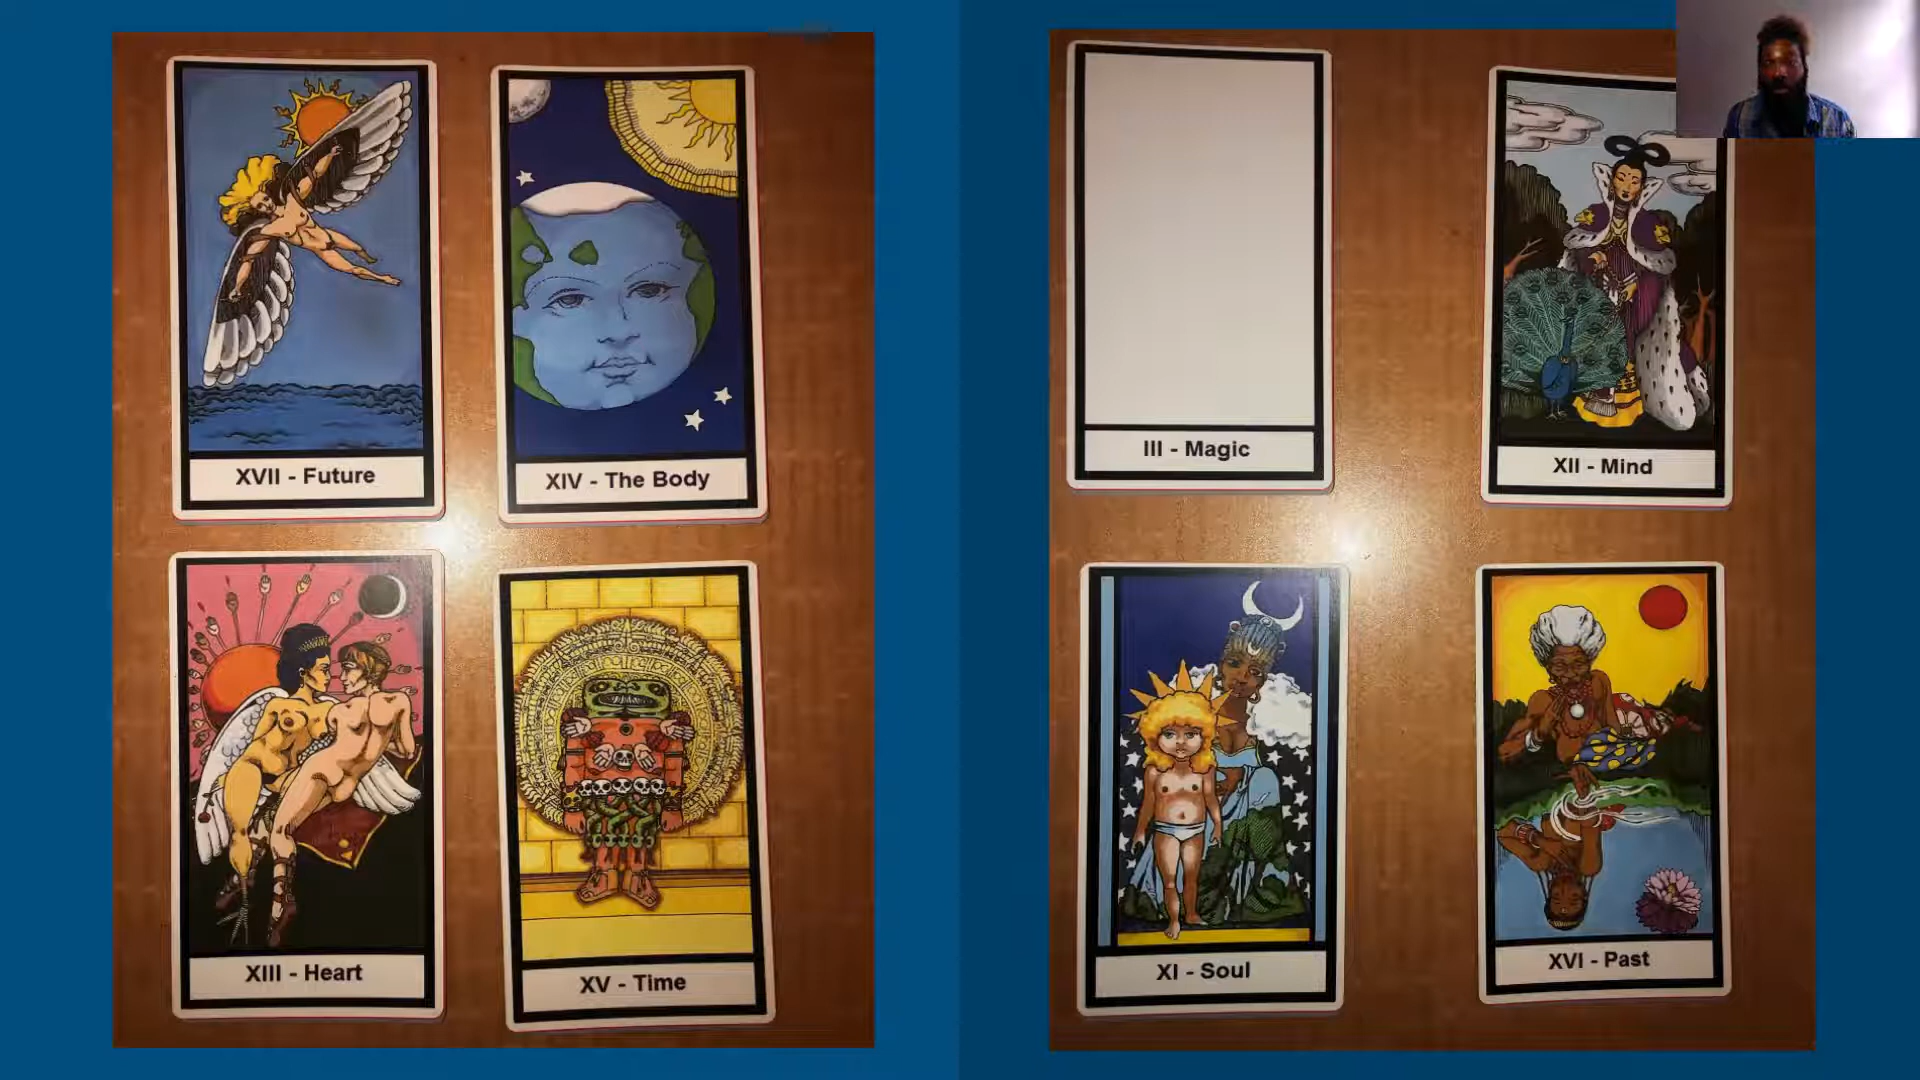 XVII - Future
XIV - The Body
III - Magic
XII - Mind
XIII - Heart
XV - Time
XI - Soul
XVI - Past